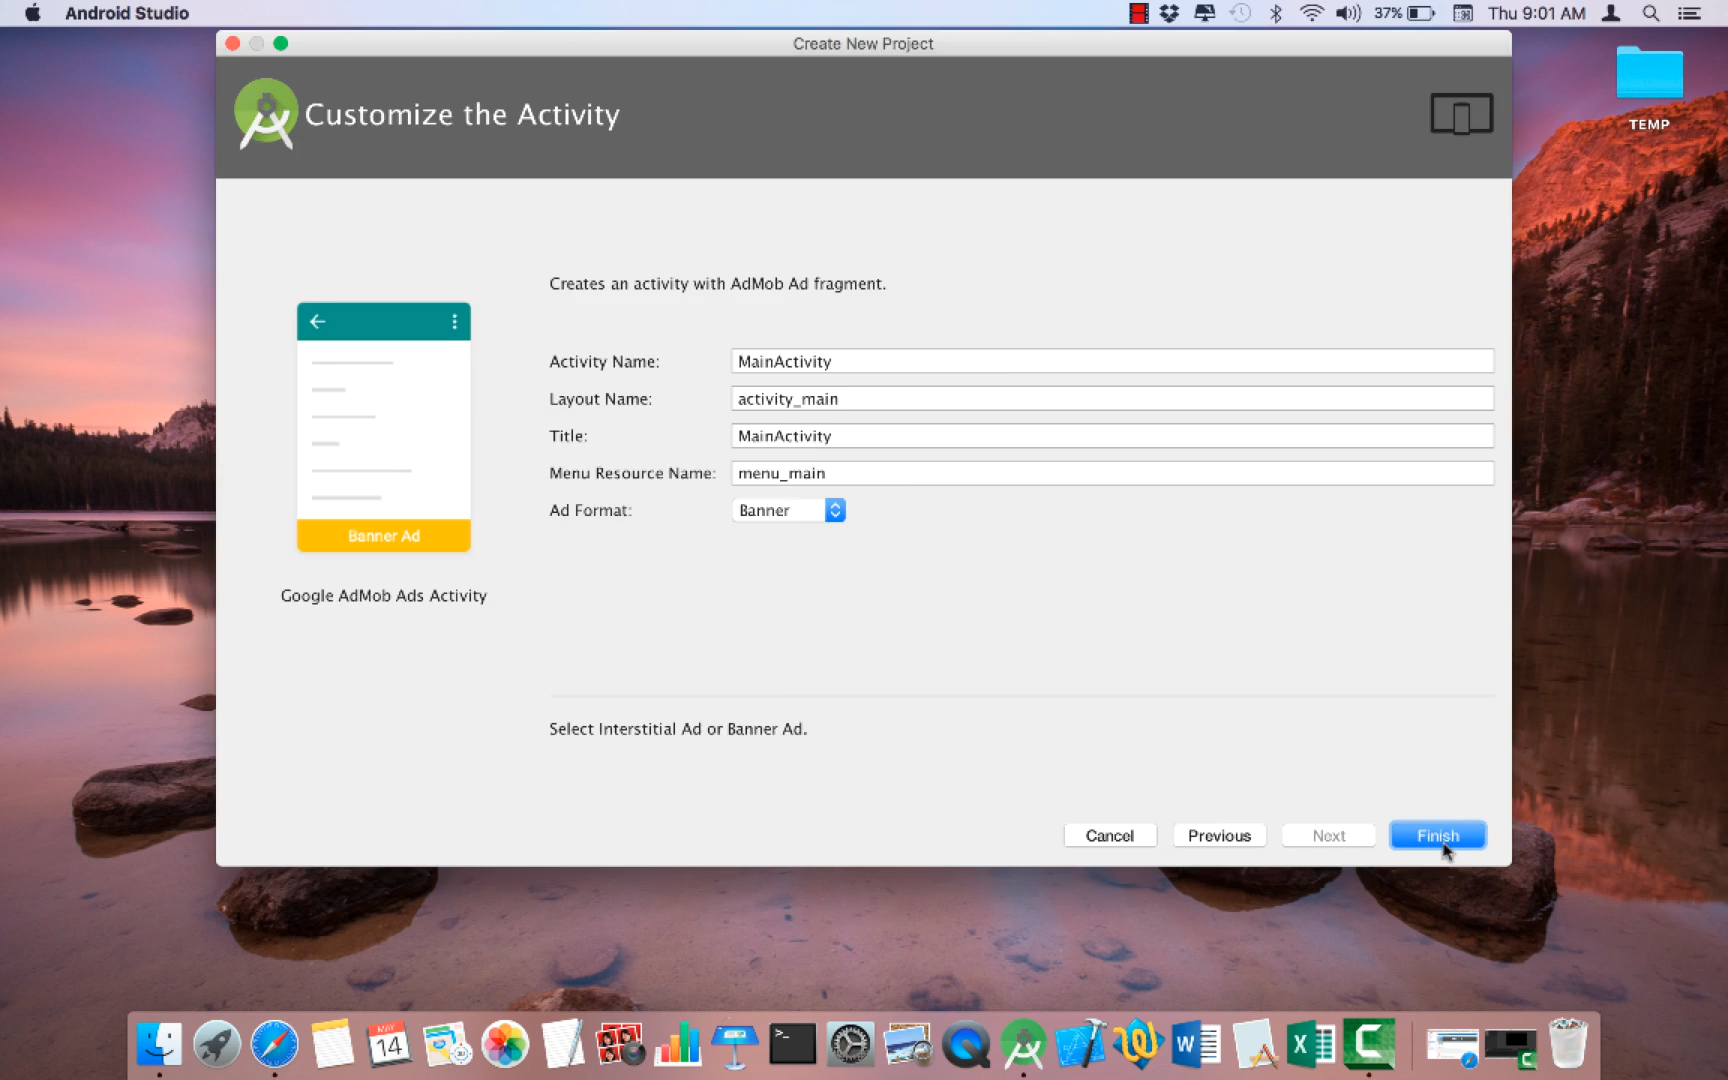 Android Studio
37%
Thu 9:01 AM
Create New Project
Customize the Activity
TEMP
Creates an activity with AdMob Ad fragment.
Activity Name: MainActivity
Layout Name: activity_main
Title: MainActivity
Menu Resource Name: menu_main
Ad Format: Banner
Banner Ad
Google AdMob Ads Activity
Select Interstitial Ad or Banner Ad.
Cancel Previous Next Finish
MAY
14